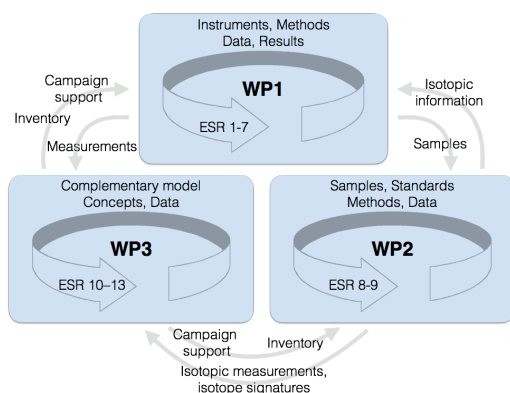 Instruments, Methods
Data, Results
WP1
ESR 1-7
Campaign
support
Inventory
Measurements
Isotopic
information
Samples
Complementary model
Concepts, Data
WP3
ESR 10–13
Samples, Standards
Methods, Data
WP2
ESR 8-9
Campaign
support
Inventory
Isotopic measurements,
isotope signatures